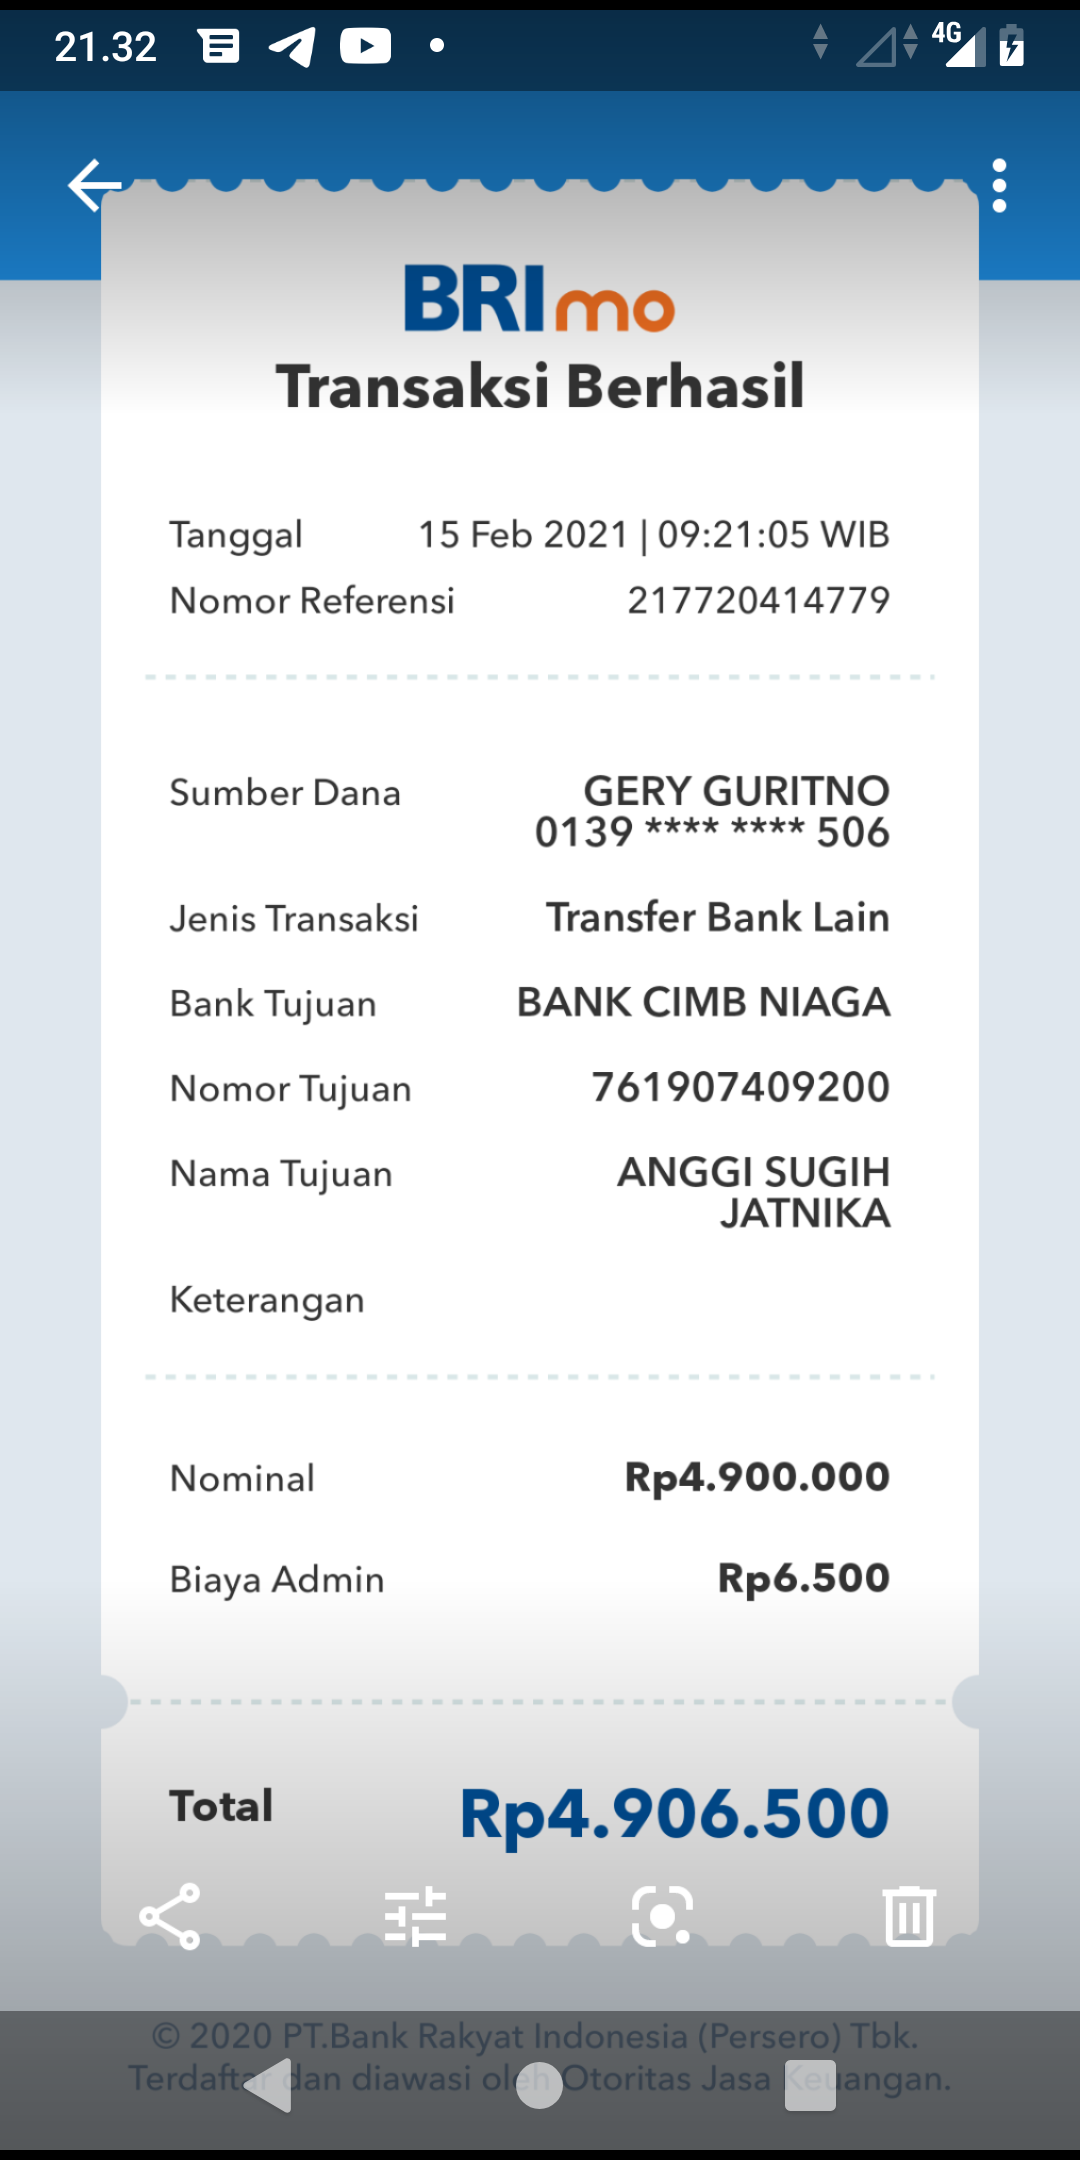 21.32
4G
BRImo
Transaksi Berhasil
Tanggal 15 Feb 2021 | 09:21:05 WIB
Nomor Referensi 217720414779
Sumber Dana GERY GURITNO
0139 **** **** 506
Jenis Transaksi Transfer Bank Lain
Bank Tujuan BANK CIMB NIAGA
Nomor Tujuan 761907409200
Nama Tujuan ANGGI SUGIH
JATNIKA
Keterangan
Nominal Rp4.900.000
Biaya Admin Rp6.500
Total Rp4.906.500
© 2020 PT.Bank Rakyat Indonesia (Persero) Tbk.
Terdaftar dan diawasi oleh Otoritas Jasa Keuangan.